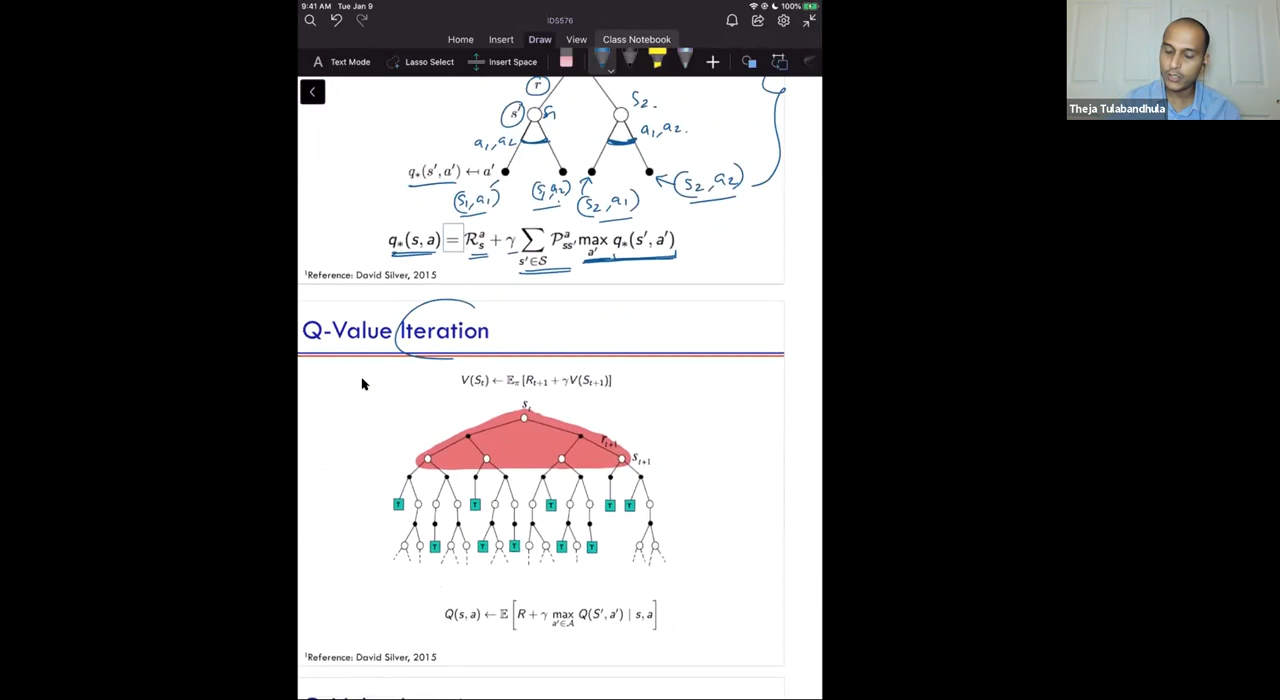 9:41 AM Tue Jan 9
100%
IDS576
Home Insert Draw View Class Notebook
A Text Mode Lasso Select Insert Space
Theja Tulabandhula
r
s' s₁ s₂.
a₁, a₂ a₁, a₂.
q*(s', a') ↤ a'
(s₁, a₁) (s₁, a₂) (s₂, a₁) (s₂, a₂)
q*(s, a) = R_s^a + γ ∑_{s'∈S} P_{ss'}^a max_{a'} q*(s', a')
¹Reference: David Silver, 2015
Q-Value Iteration
V(S_t) ← E_π [R_{t+1} + γV(S_{t+1})]
s_t
r_{t+1}
s_{t+1}
T T T T T
T T T T T
Q(s, a) ← E [R + γ max_{a'∈A} Q(S', a') | s, a]
¹Reference: David Silver, 2015